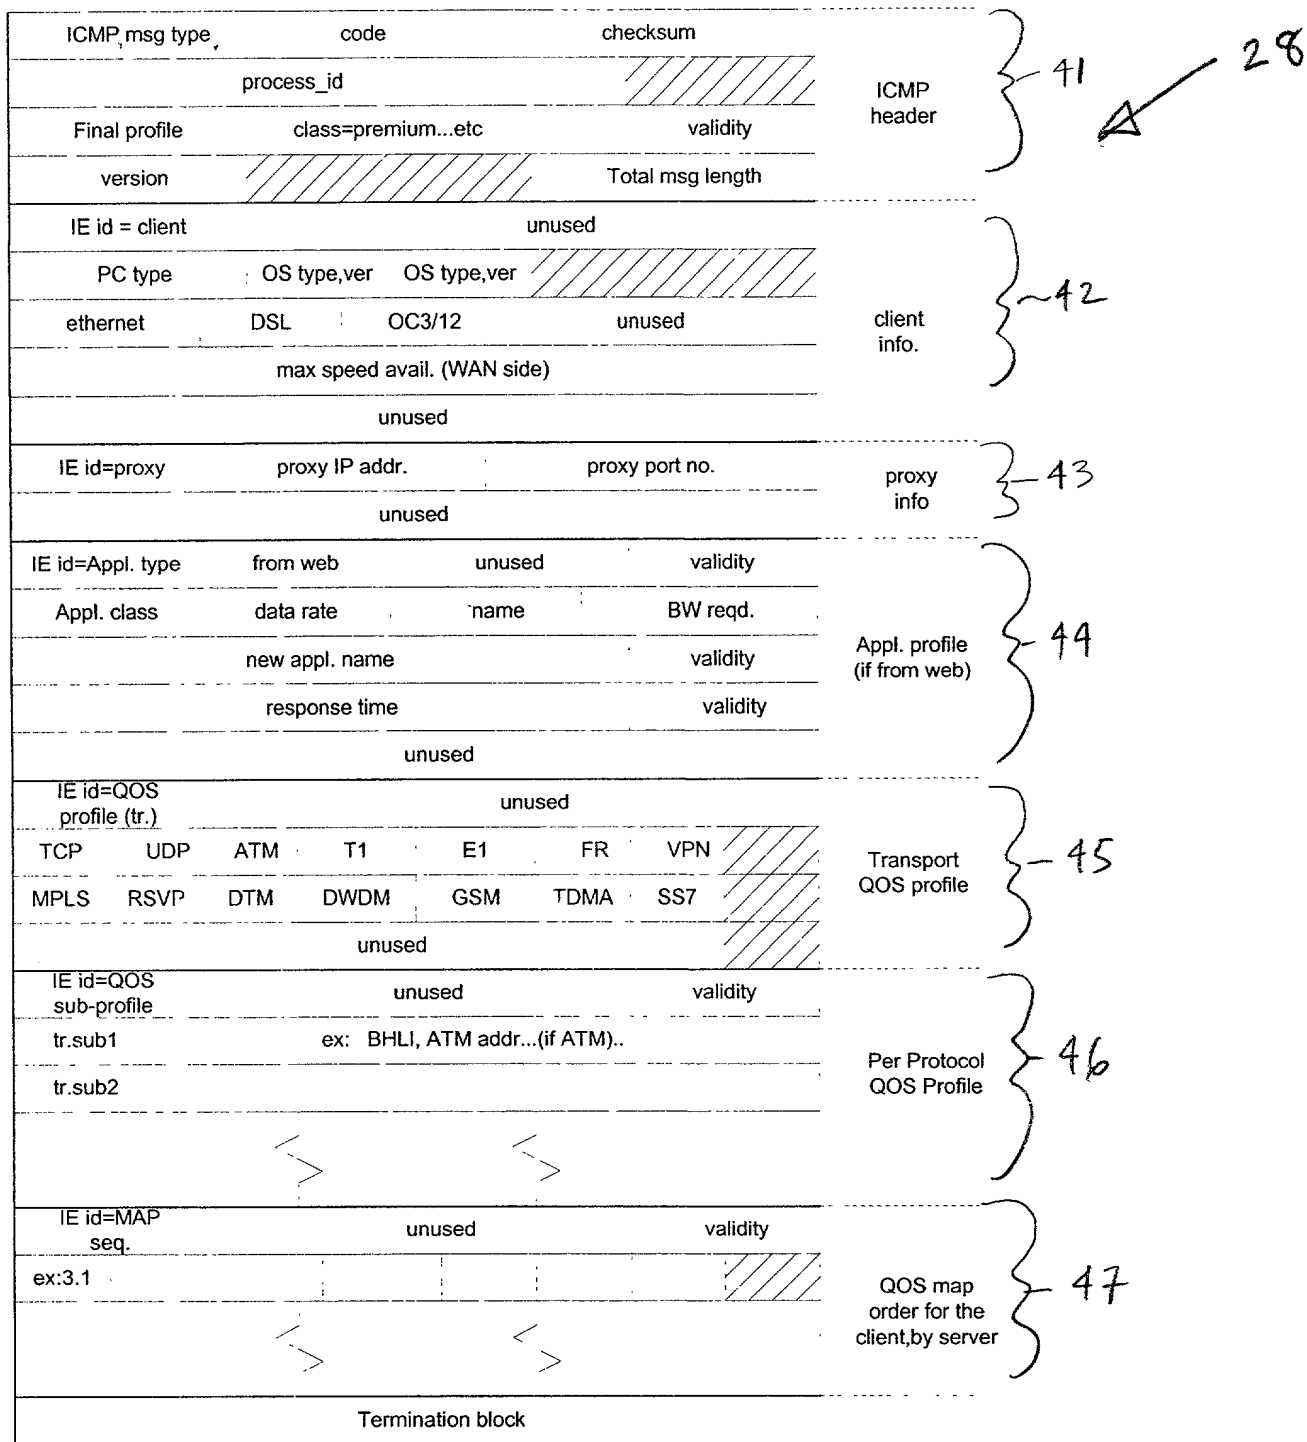 ICMP msg type code checksum
28
41
process_id
ICMP
header
Final profile class=premium...etc validity
version Total msg length
IE id = client unused
PC type OS type,ver OS type,ver
42
ethernet DSL OC3/12 unused
client
info.
max speed avail. (WAN side)
unused
IE id=proxy proxy IP addr. proxy port no.
proxy
info
43
unused
IE id=Appl. type from web unused validity
Appl. class data rate name BW reqd.
44
Appl. profile
(if from web)
new appl. name validity
response time validity
unused
IE id=QOS
profile (tr.)
unused
TCP UDP ATM T1 E1 FR VPN
Transport
QOS profile
45
MPLS RSVP DTM DWDM GSM TDMA SS7
unused
IE id=QOS
sub-profile
unused validity
tr.sub1 ex: BHLI, ATM addr...(if ATM)..
Per Protocol
QOS Profile
46
tr.sub2
IE id=MAP
seq.
unused validity
ex:3.1
QOS map
order for the
client,by server
47
Termination block